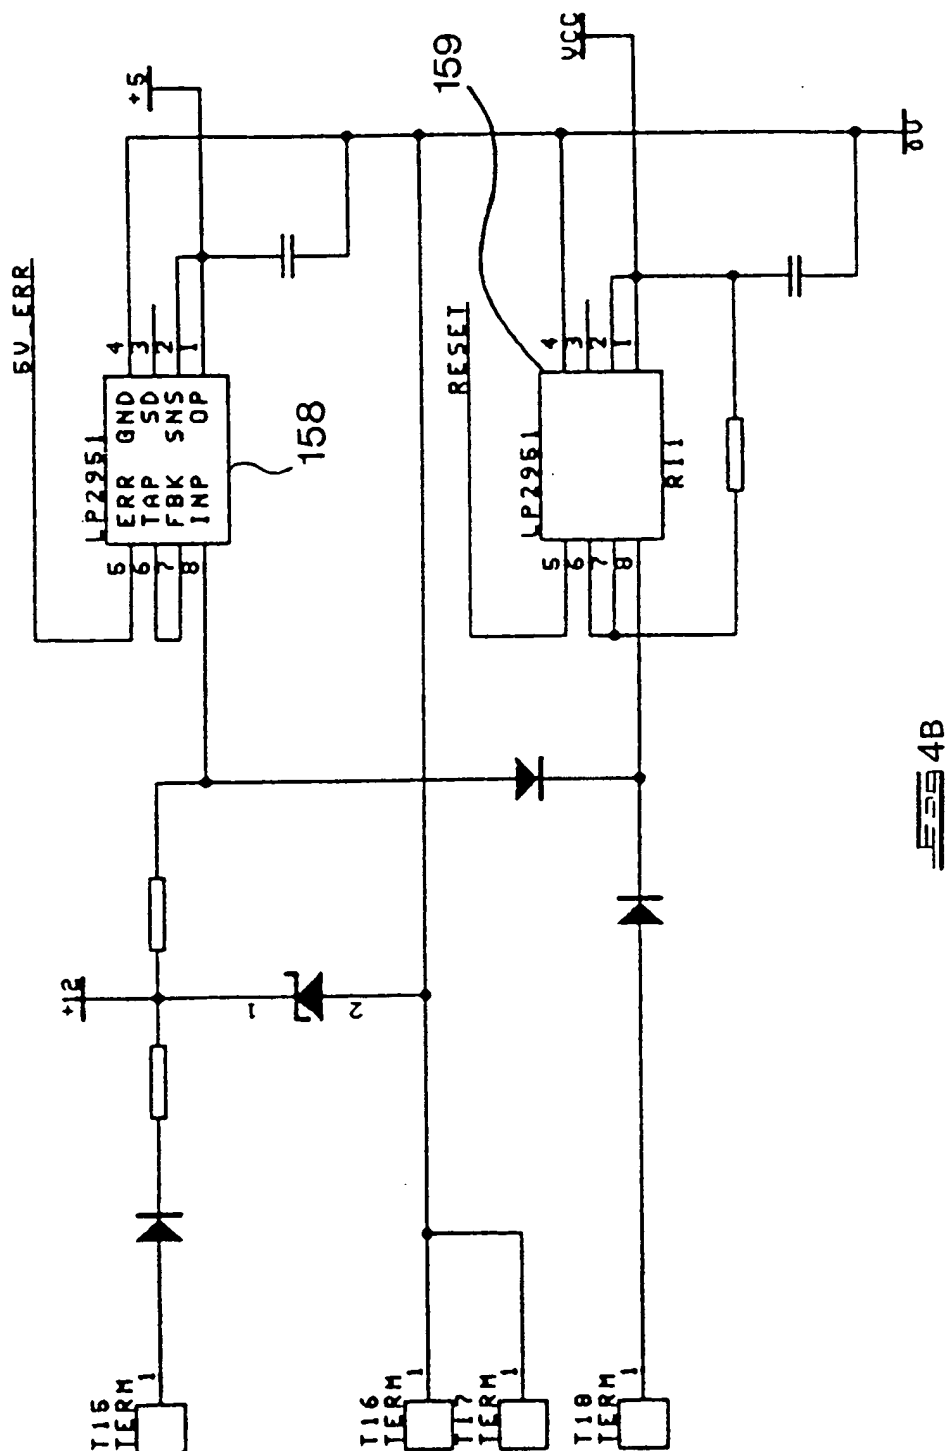 5V_ERR
+5
LP2951
5 ERR GND 4
6 TAP SD 3
7 FBK SNS 2
8 INP OP 1
158
+12
1
2
T15
TERM 1
T16
TERM 1
T17
TERM 1
159
RESET
LP2951
5 4
6 3
7 2
8 1
R11
VCC
T18
TERM 1
0V
FIG 4B